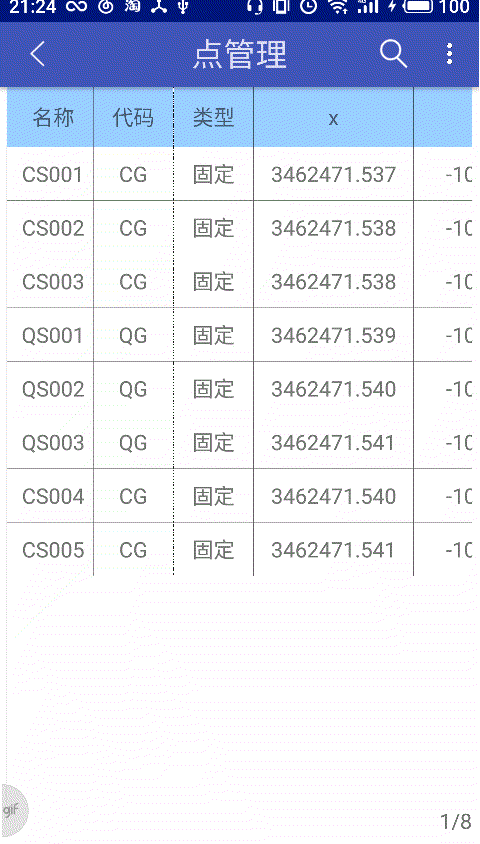 21:24 淘 100
点管理
名称 代码 类型 x
CS001 CG 固定 3462471.537 -10
CS002 CG 固定 3462471.538 -10
CS003 CG 固定 3462471.538 -10
QS001 QG 固定 3462471.539 -10
QS002 QG 固定 3462471.540 -10
QS003 QG 固定 3462471.541 -10
CS004 CG 固定 3462471.540 -10
CS005 CG 固定 3462471.541 -10
gif
1/8